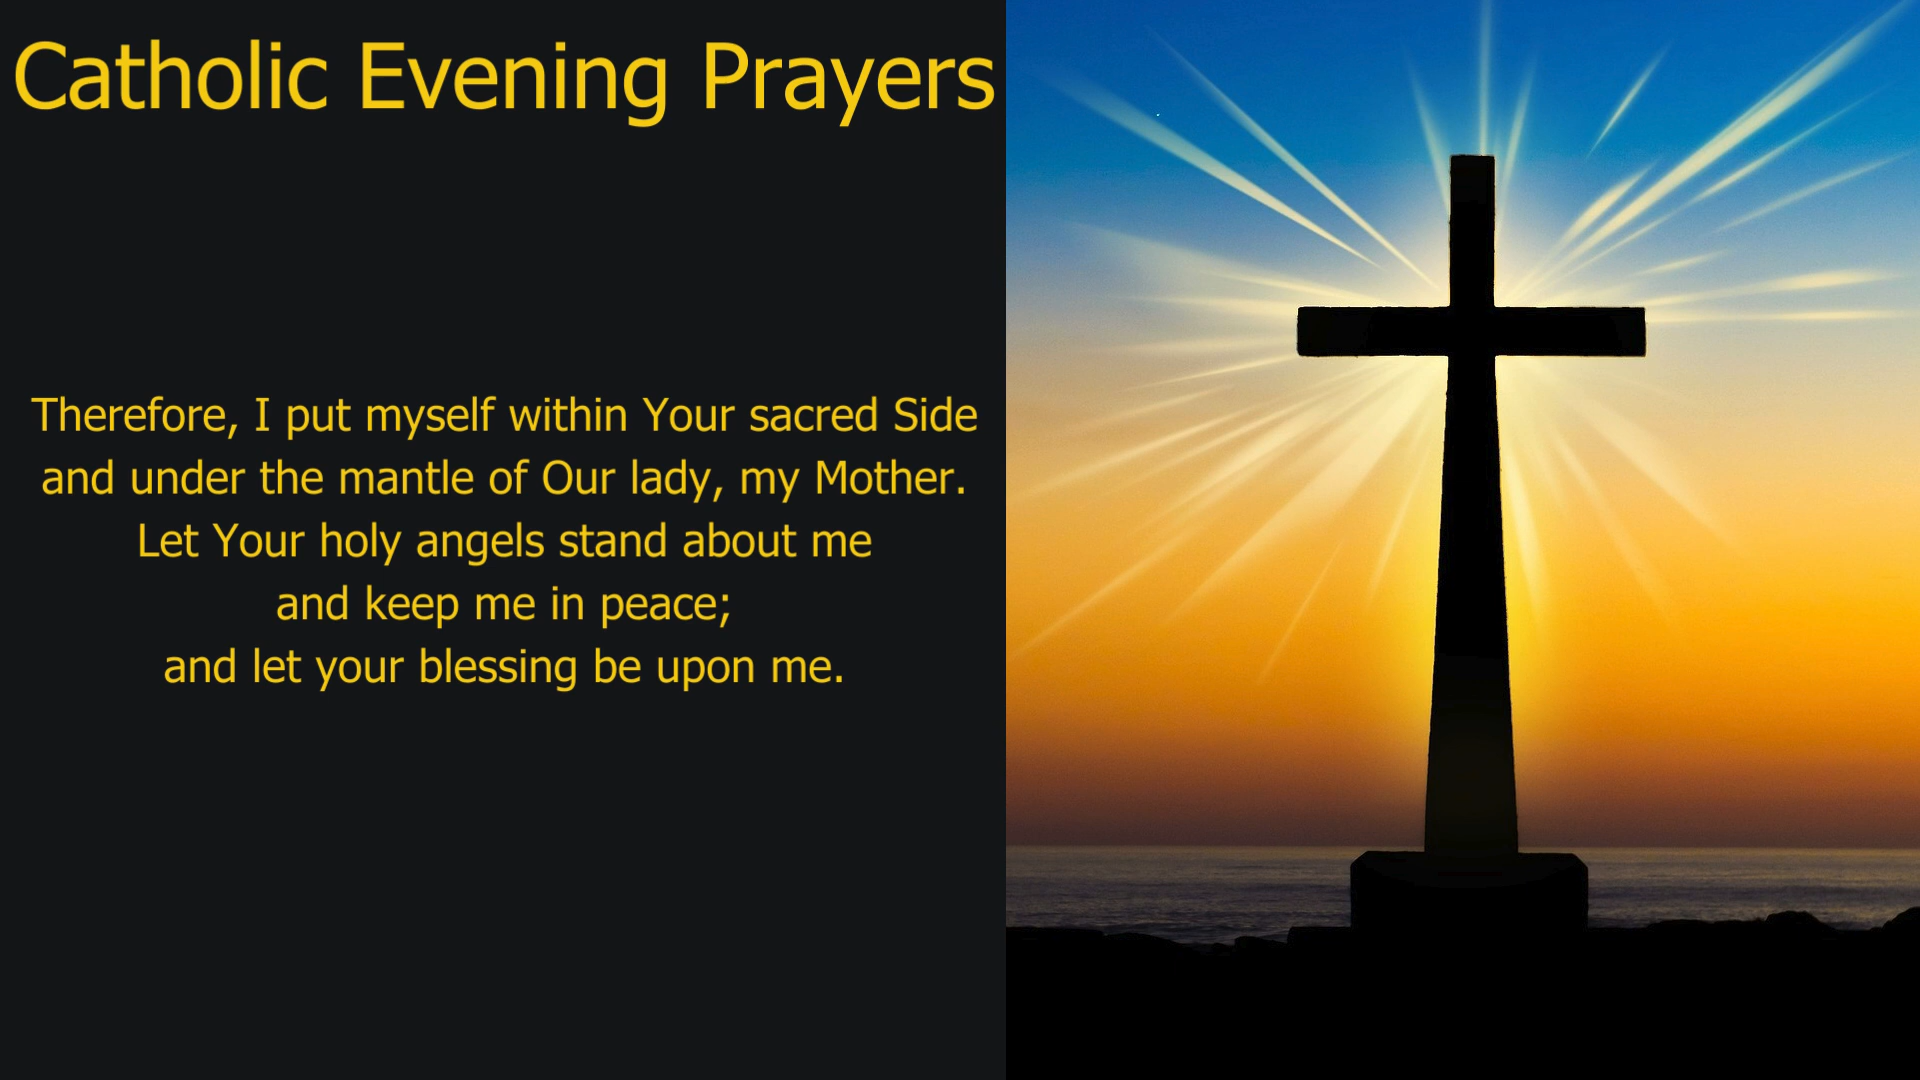 Catholic Evening Prayers
Therefore, I put myself within Your sacred Side
and under the mantle of Our lady, my Mother.
Let Your holy angels stand about me
and keep me in peace;
and let your blessing be upon me.